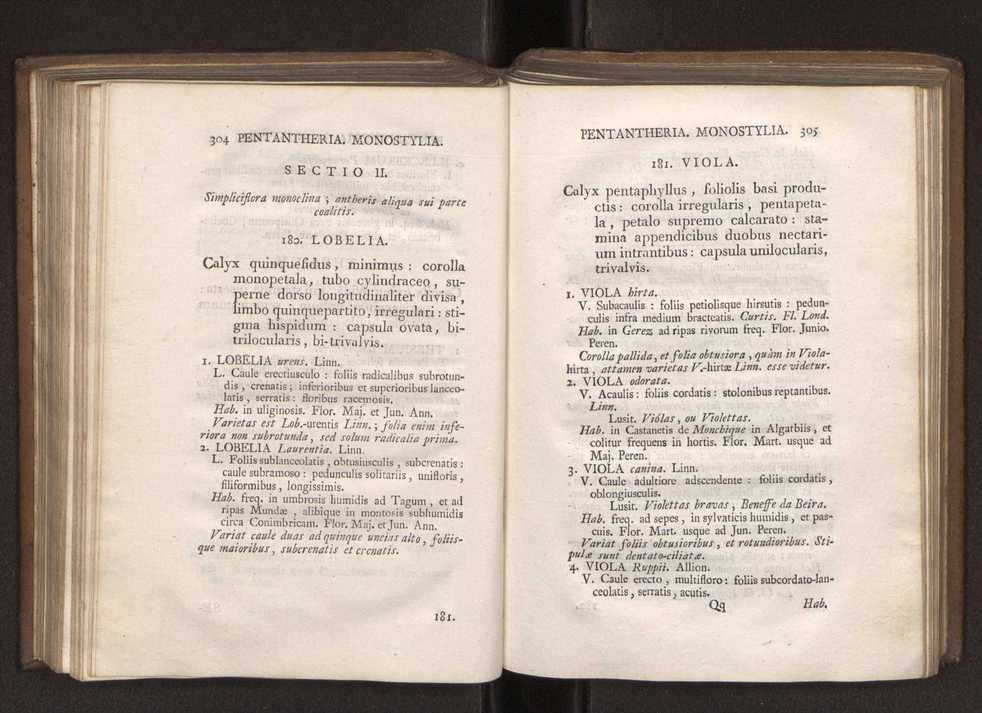 304 PENTANTHERIA. MONOSTYLIA.
SECTIO II.
Simpliciflora monoclina ; antheris aliqua sui parte
coalitis.
180. LOBELIA.
Calyx quinquefidus , minimus : corolla
monopetala, tubo cylindraceo , su-
perne dorso longitudinaliter divisa ,
limbo quinquepartito, irregulari : sti-
gma hispidum : capsula ovata, bi-
trilocularis , bi-trivalvis.
1. LOBELIA urens. Linn.
L. Caule erectiusculo : foliis radicalibus subrotun-
dis , crenatis ; inferioribus et superioribus lanceo-
latis , serratis : floribus racemosis.
Hab. in uliginosis. Flor. Maj. et Jun. Ann.
Varietas est Lob.-urentis Linn. ; folia enim infe-
riora non subrotunda , sed solum radicalia prima.
2. LOBELIA Laurentia. Linn.
L. Foliis sublanceolatis , obtusiusculis , subcrenatis :
caule subramoso : pedunculis solitariis , unifloris ,
filiformibus , longissimis.
Hab. freq. in umbrosis humidis ad Tagum , et ad
ripas Mundæ , alibique in montosis subhumidis
circa Conimbricam. Flor. Maj. et Jun. Ann.
Variat caule duas ad quinque uncias alto , foliis-
que maioribus , subcrenatis et crenatis.
181.
PENTANTHERIA. MONOSTYLIA. 305
181. VIOLA.
Calyx pentaphyllus , foliolis basi produ-
ctis : corolla irregularis , pentapeta-
la , petalo supremo calcarato : sta-
mina appendicibus duobus nectari-
um intrantibus : capsula unilocularis,
trivalvis.
1. VIOLA hirta.
V. Subacaulis : foliis petiolisque hirsutis : pedun-
culis infra medium bracteatis. Curtis. Fl. Lond.
Hab. in Gerez ad ripas rivorum freq. Flor. Junio.
Peren.
Corolla pallida, et folia obtusiora , quàm in Viola-
hirta , attamen varietas V.-hirtæ Linn. esse videtur.
2. VIOLA odorata.
V. Acaulis : foliis cordatis : stolonibus reptantibus.
Linn.
Lusit. Viólas , ou Violettas.
Hab. in Castanetis de Monchique in Algarbiis , et
colitur frequens in hortis. Flor. Mart. usque ad
Maj. Peren.
3. VIOLA canina. Linn.
V. Caule adultiore adscendente : foliis cordatis ,
oblongiusculis.
Lusit. Violettas bravas , Beneffe da Beira.
Hab. freq. ad sepes , in sylvaticis humidis , et pas-
cuis. Flor. Mart. usque ad Jun. Peren.
Variat foliis obtusioribus , et rotundioribus. Sti-
pulæ sunt dentato-ciliatæ.
4. VIOLA Ruppii. Allion.
V. Caule erecto , multifloro : foliis subcordato-lan-
ceolatis , serratis , acutis.
Qq Hab.